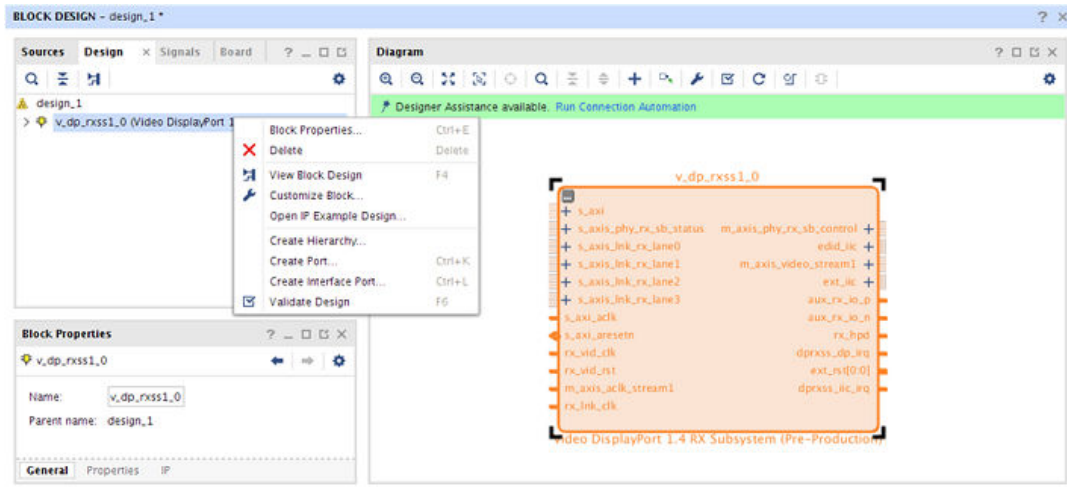 BLOCK DESIGN - design_1 *
Sources Design × Signals Board
design_1
v_dp_rxss1_0 (Video DisplayPort 1
Block Properties... Ctrl+E
Delete Delete
View Block Design F4
Customize Block...
Open IP Example Design...
Create Hierarchy...
Create Port... Ctrl+K
Create Interface Port... Ctrl+L
Validate Design F6
Block Properties
v_dp_rxss1_0
Name: v_dp_rxss1_0
Parent name: design_1
General Properties IP
Diagram
Designer Assistance available. Run Connection Automation
v_dp_rxss1_0
s_axi
s_axis_phy_rx_sb_status m_axis_phy_rx_sb_control
s_axis_lnk_rx_lane0 edid_iic
s_axis_lnk_rx_lane1 m_axis_video_stream1
s_axis_lnk_rx_lane2 ext_iic
s_axis_lnk_rx_lane3 aux_rx_io_p
s_axi_aclk aux_rx_io_n
s_axi_aresetn rx_hpd
rx_vid_clk dprxss_dp_irq
rx_vid_rst ext_rst[0:0]
m_axis_aclk_stream1 dprxss_iic_irq
rx_lnk_clk
Video DisplayPort 1.4 RX Subsystem (Pre-Production)